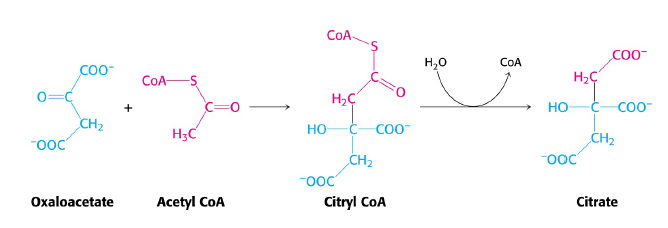 COO⁻
O=C
CH₂
⁻OOC
Oxaloacetate
+
CoA—S
C=O
H₃C
Acetyl CoA
CoA
S
C
O
H₂C
HO—C—COO⁻
CH₂
⁻OOC
Citryl CoA
H₂O
CoA
COO⁻
H₂C
HO—C—COO⁻
CH₂
⁻OOC
Citrate